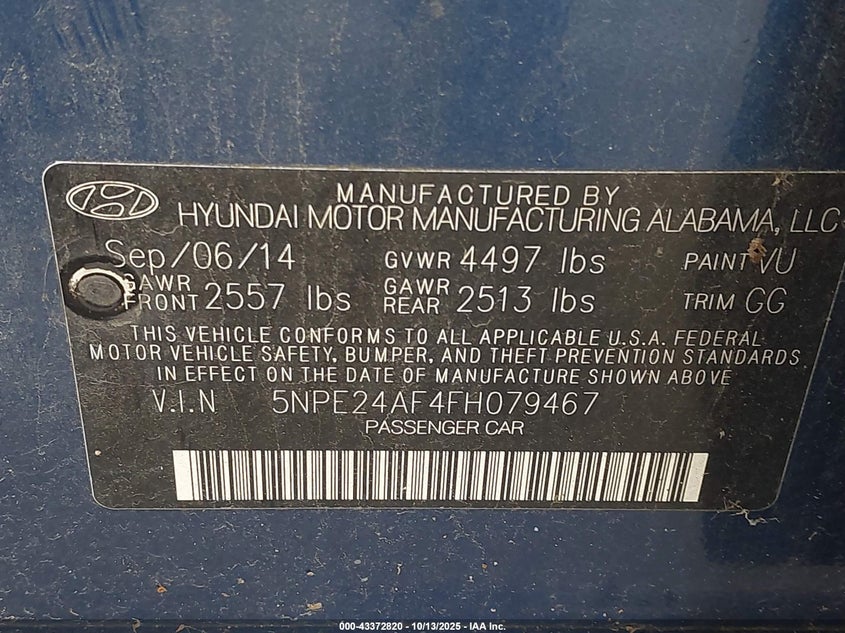 MANUFACTURED BY
HYUNDAI MOTOR MANUFACTURING ALABAMA, LLC
Sep/06/14 GVWR 4497 lbs PAINT VU
GAWR FRONT 2557 lbs GAWR REAR 2513 lbs TRIM GG
THIS VEHICLE CONFORMS TO ALL APPLICABLE U.S.A. FEDERAL
MOTOR VEHICLE SAFETY, BUMPER, AND THEFT PREVENTION STANDARDS
IN EFFECT ON THE DATE OF MANUFACTURE SHOWN ABOVE.
V.I.N 5NPE24AF4FH079467
PASSENGER CAR
000-43372820 - 10/13/2025 - IAA Inc.